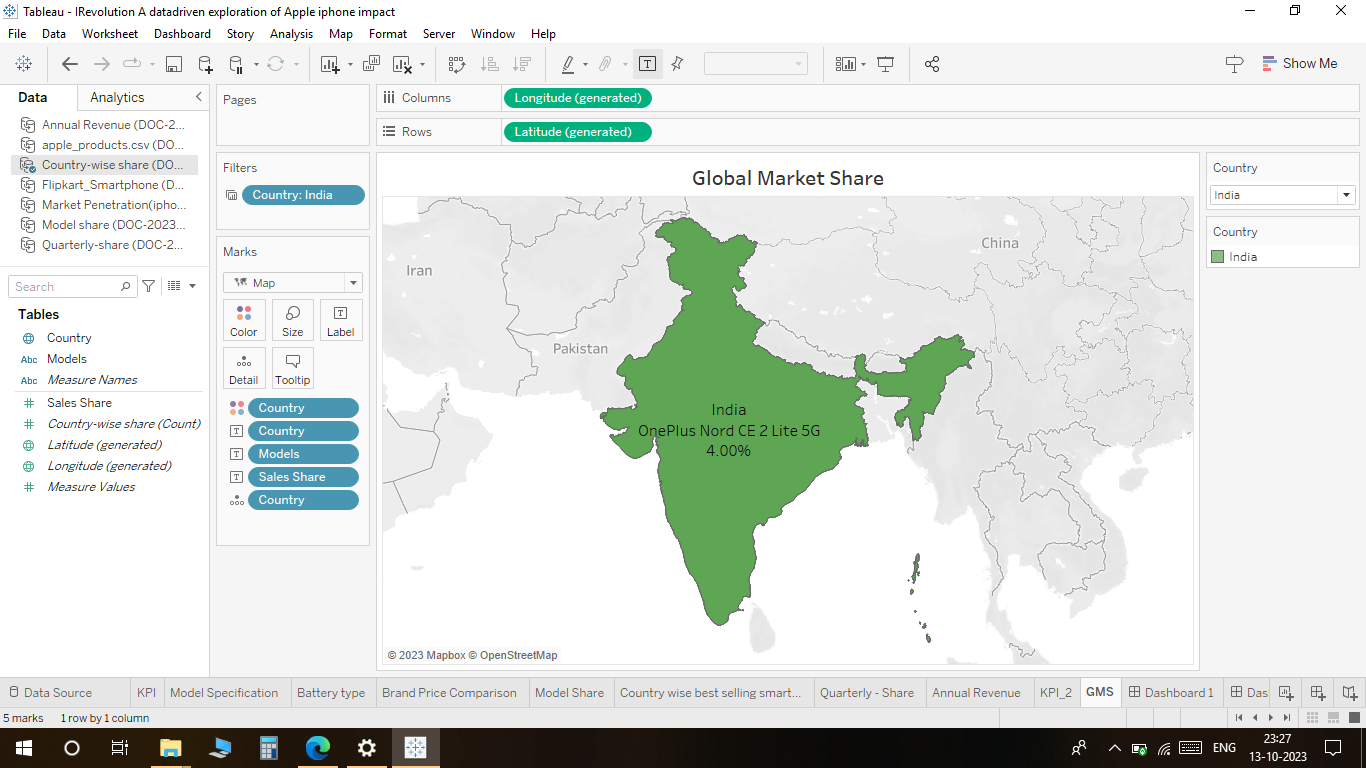 Tableau - IRevolution A datadriven exploration of Apple iphone impact
File Data Worksheet Dashboard Story Analysis Map Format Server Window Help
Show Me
Data Analytics
Annual Revenue (DOC-2...
apple_products.csv (DO...
Country-wise share (DO...
Flipkart_Smartphone (D...
Market Penetration(ipho...
Model share (DOC-2023...
Quarterly-share (DOC-2...
Search
Tables
Country
Abc Models
Abc Measure Names
Sales Share
Country-wise share (Count)
Latitude (generated)
Longitude (generated)
Measure Values
Pages
Filters
Country: India
Marks
Map
Color Size Label
Detail Tooltip
Country
Country
Models
Sales Share
Country
Columns Longitude (generated)
Rows Latitude (generated)
Global Market Share
Iran
Pakistan
China
India
OnePlus Nord CE 2 Lite 5G
4.00%
© 2023 Mapbox © OpenStreetMap
Country
India
Country
India
Data Source KPI Model Specification Battery type Brand Price Comparison Model Share Country wise best selling smart... Quarterly - Share Annual Revenue KPI_2 GMS Dashboard 1 Das
5 marks 1 row by 1 column
ENG
23:27
13-10-2023